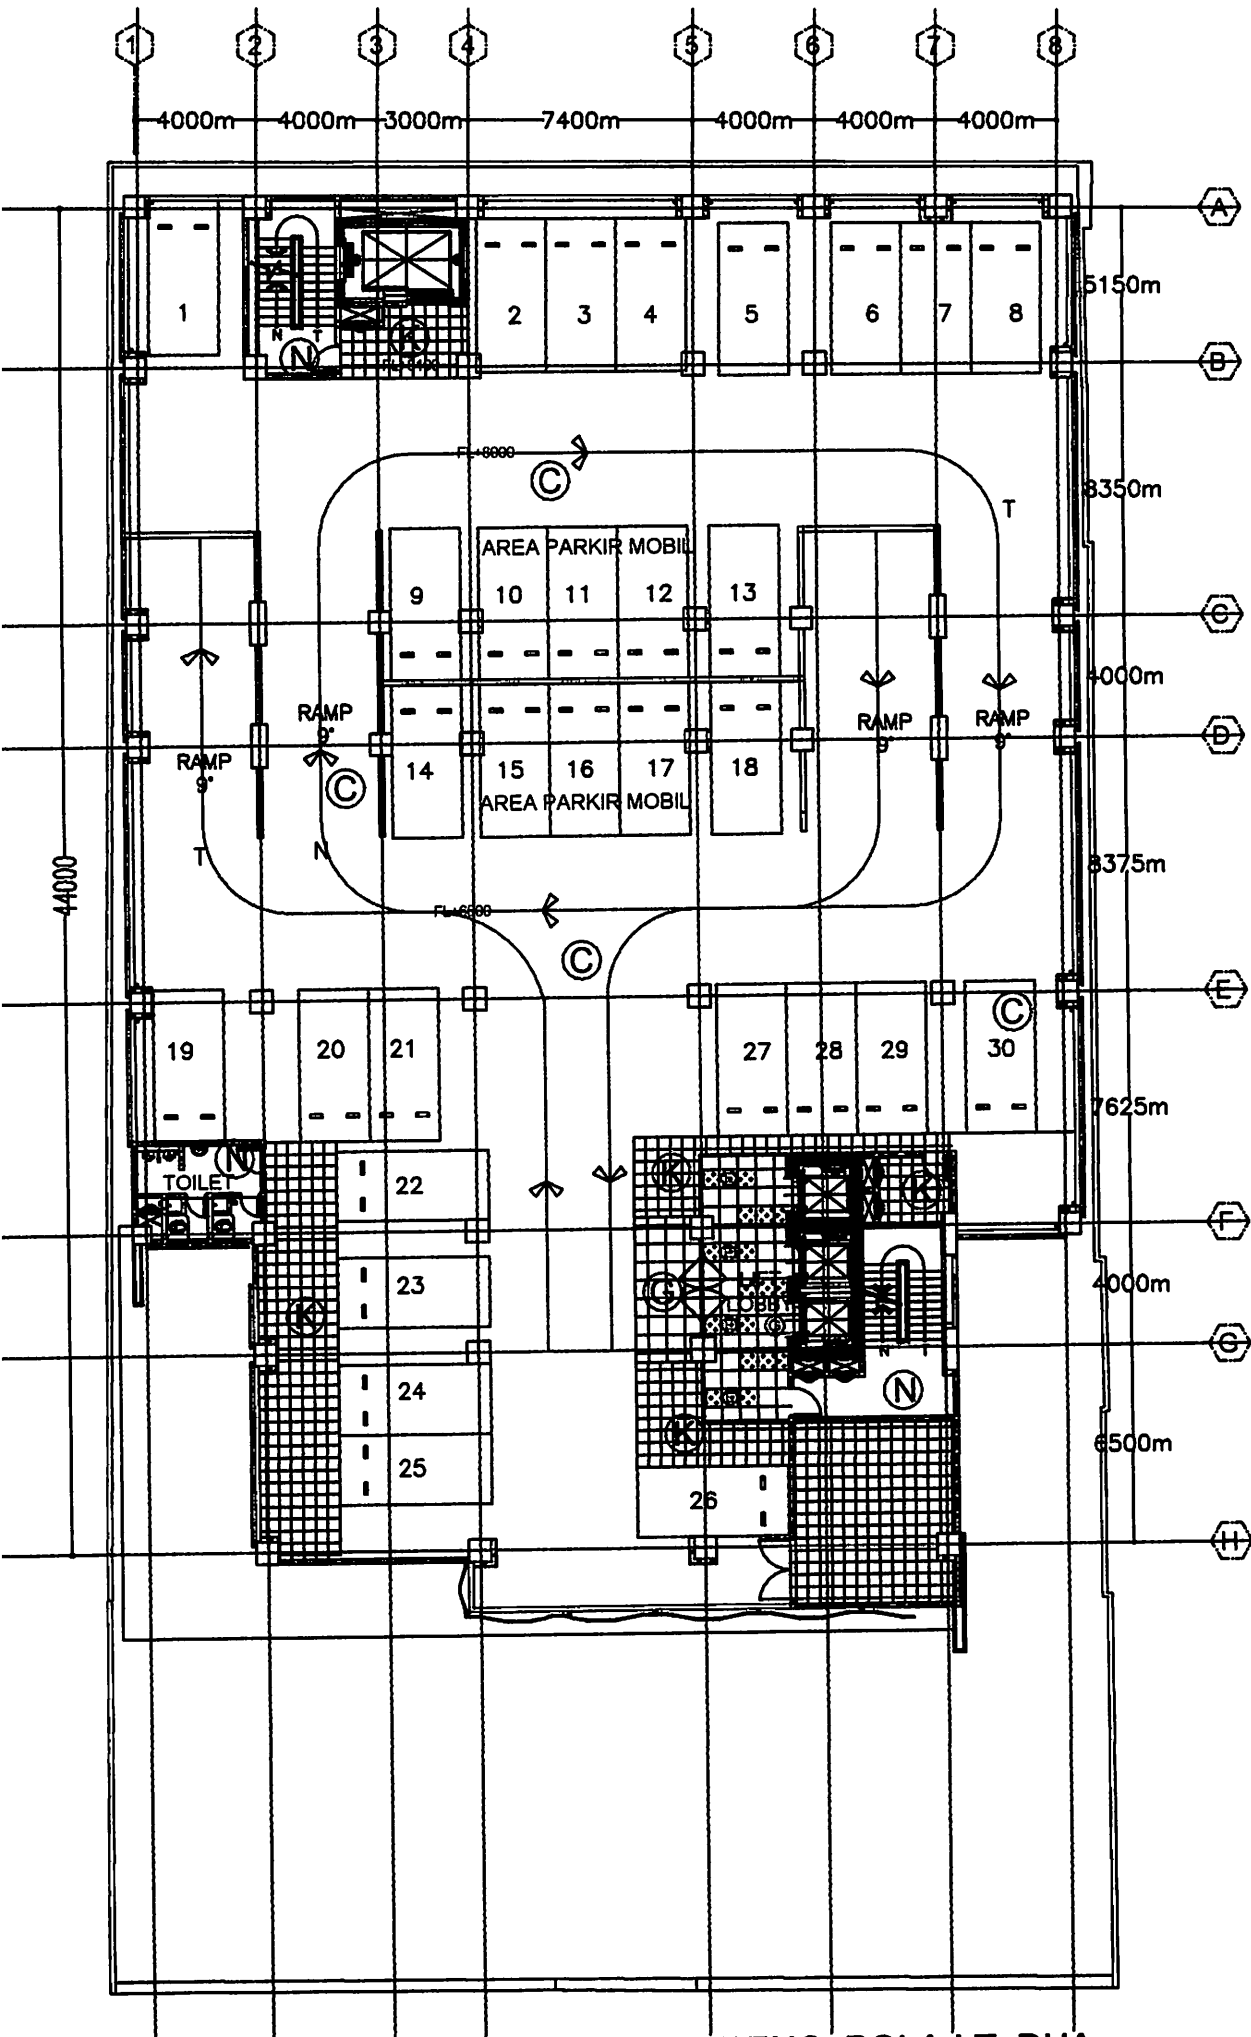 1 2 3 4 5 6 7 8
4000m 4000m 3000m 7400m 4000m 4000m 4000m
A
5150m
1 2 3 4 5 6 7 8
N T
K
N
B
FL+8000
C
8350m
T
AREA PARKIR MOBIL
9 10 11 12 13
C
4000m
RAMP
9°
RAMP
9°
RAMP
9°
D
RAMP
9°
14 15 16 17 18
C
AREA PARKIR MOBIL
T N
8375m
44000
C
E
C
19 20 21 27 28 29 30
7625m
N
TOILET
22
K
K
F
23
G
LIFT
LOBBY
4000m
K
G
N
24
N
K
6500m
25
26
H